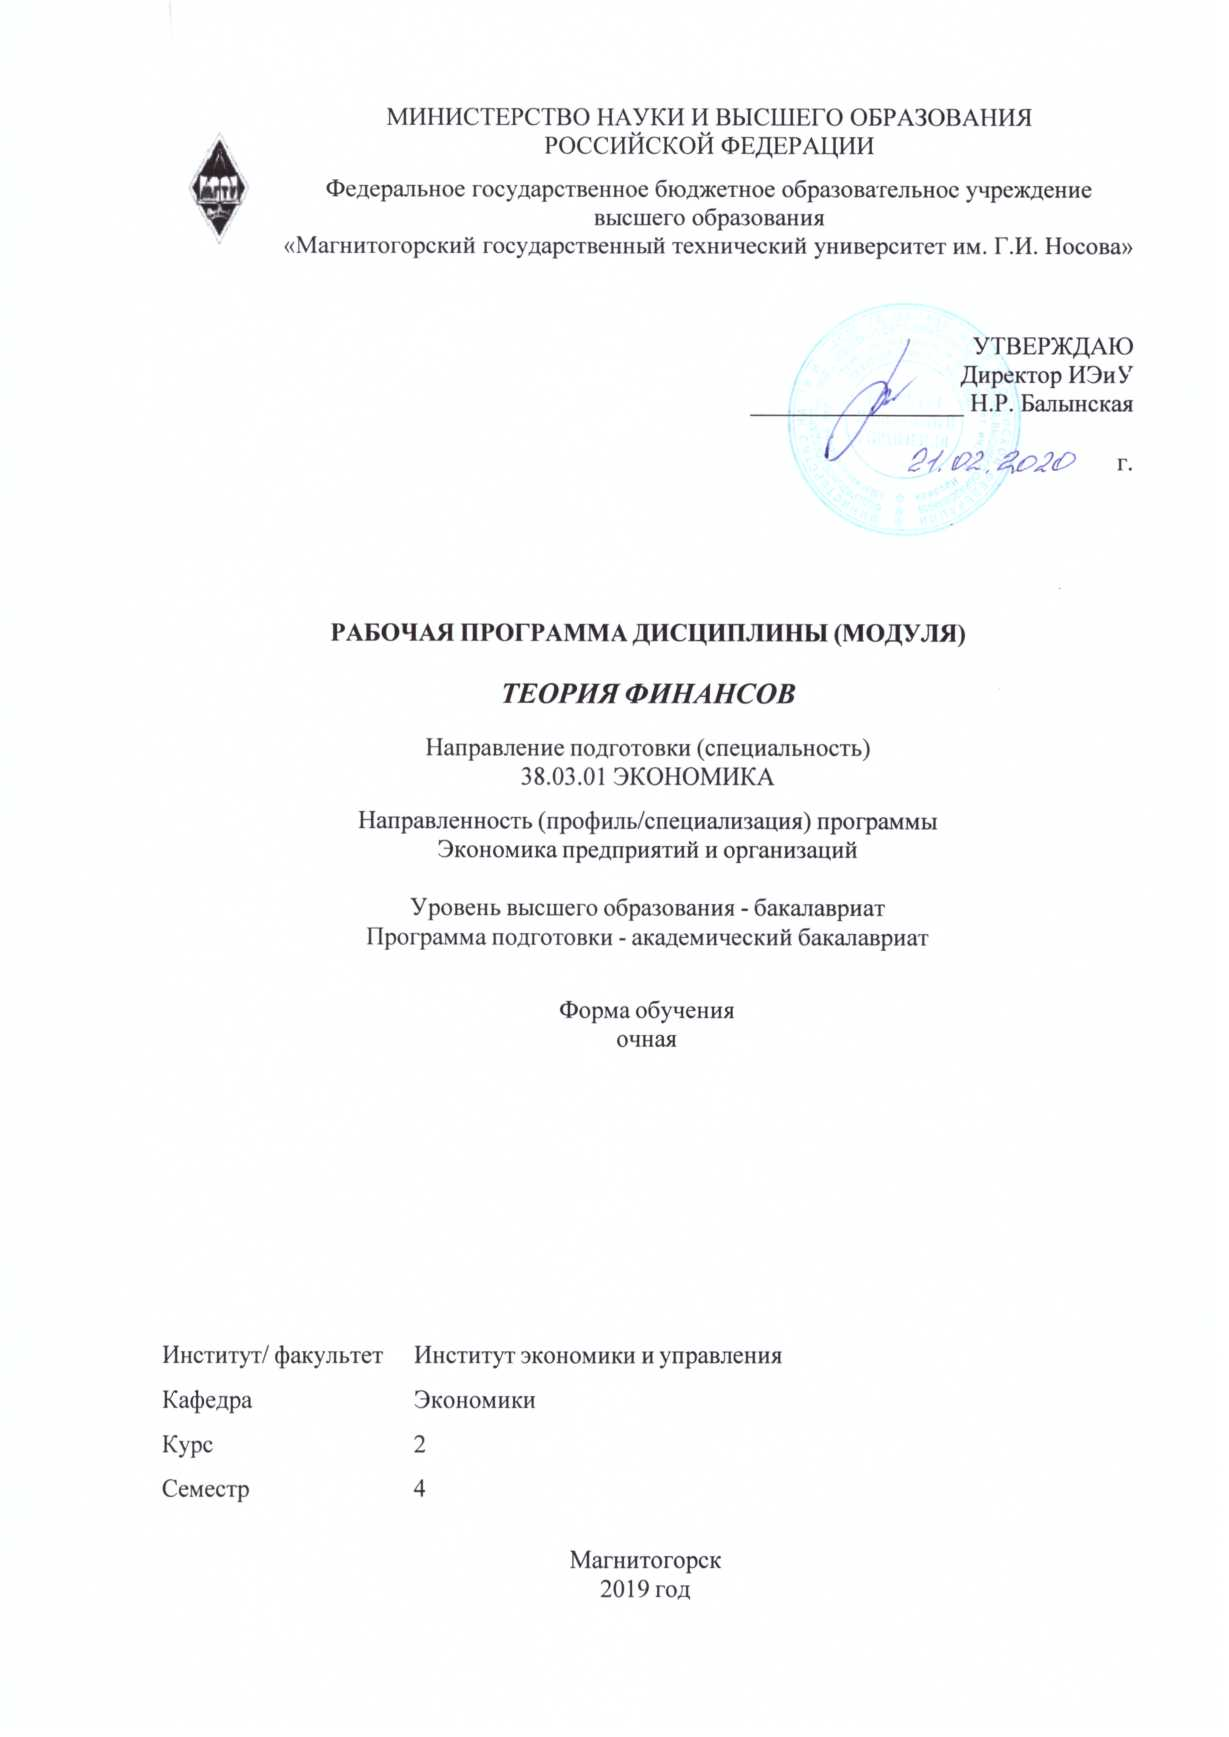 МИНИСТЕРСТВО НАУКИ И ВЫСШЕГО ОБРАЗОВАНИЯ
РОССИЙСКОЙ ФЕДЕРАЦИИ
Федеральное государственное бюджетное образовательное учреждение
высшего образования
«Магнитогорский государственный технический университет им. Г.И. Носова»
УТВЕРЖДАЮ
Директор ИЭиУ
Н.Р. Балынская
21.02.2020 г.
РАБОЧАЯ ПРОГРАММА ДИСЦИПЛИНЫ (МОДУЛЯ)
ТЕОРИЯ ФИНАНСОВ
Направление подготовки (специальность)
38.03.01 ЭКОНОМИКА
Направленность (профиль/специализация) программы
Экономика предприятий и организаций
Уровень высшего образования - бакалавриат
Программа подготовки - академический бакалавриат
Форма обучения
очная
Институт/ факультет Институт экономики и управления
Кафедра Экономики
Курс 2
Семестр 4
Магнитогорск
2019 год